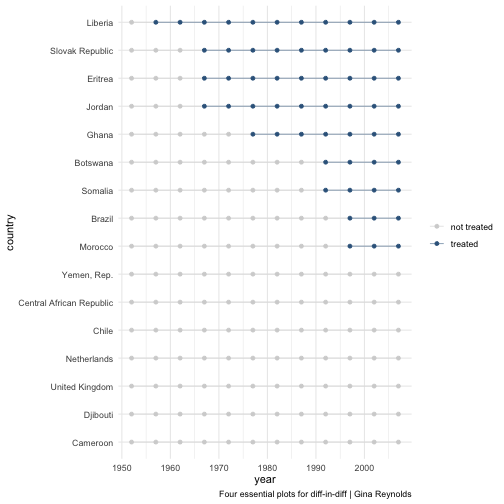 Liberia
Slovak Republic
Eritrea
Jordan
Ghana
Botswana
Somalia
Brazil
Morocco
Yemen, Rep.
Central African Republic
Chile
Netherlands
United Kingdom
Djibouti
Cameroon
country
not treated
treated
1950 1960 1970 1980 1990 2000
year
Four essential plots for diff-in-diff | Gina Reynolds